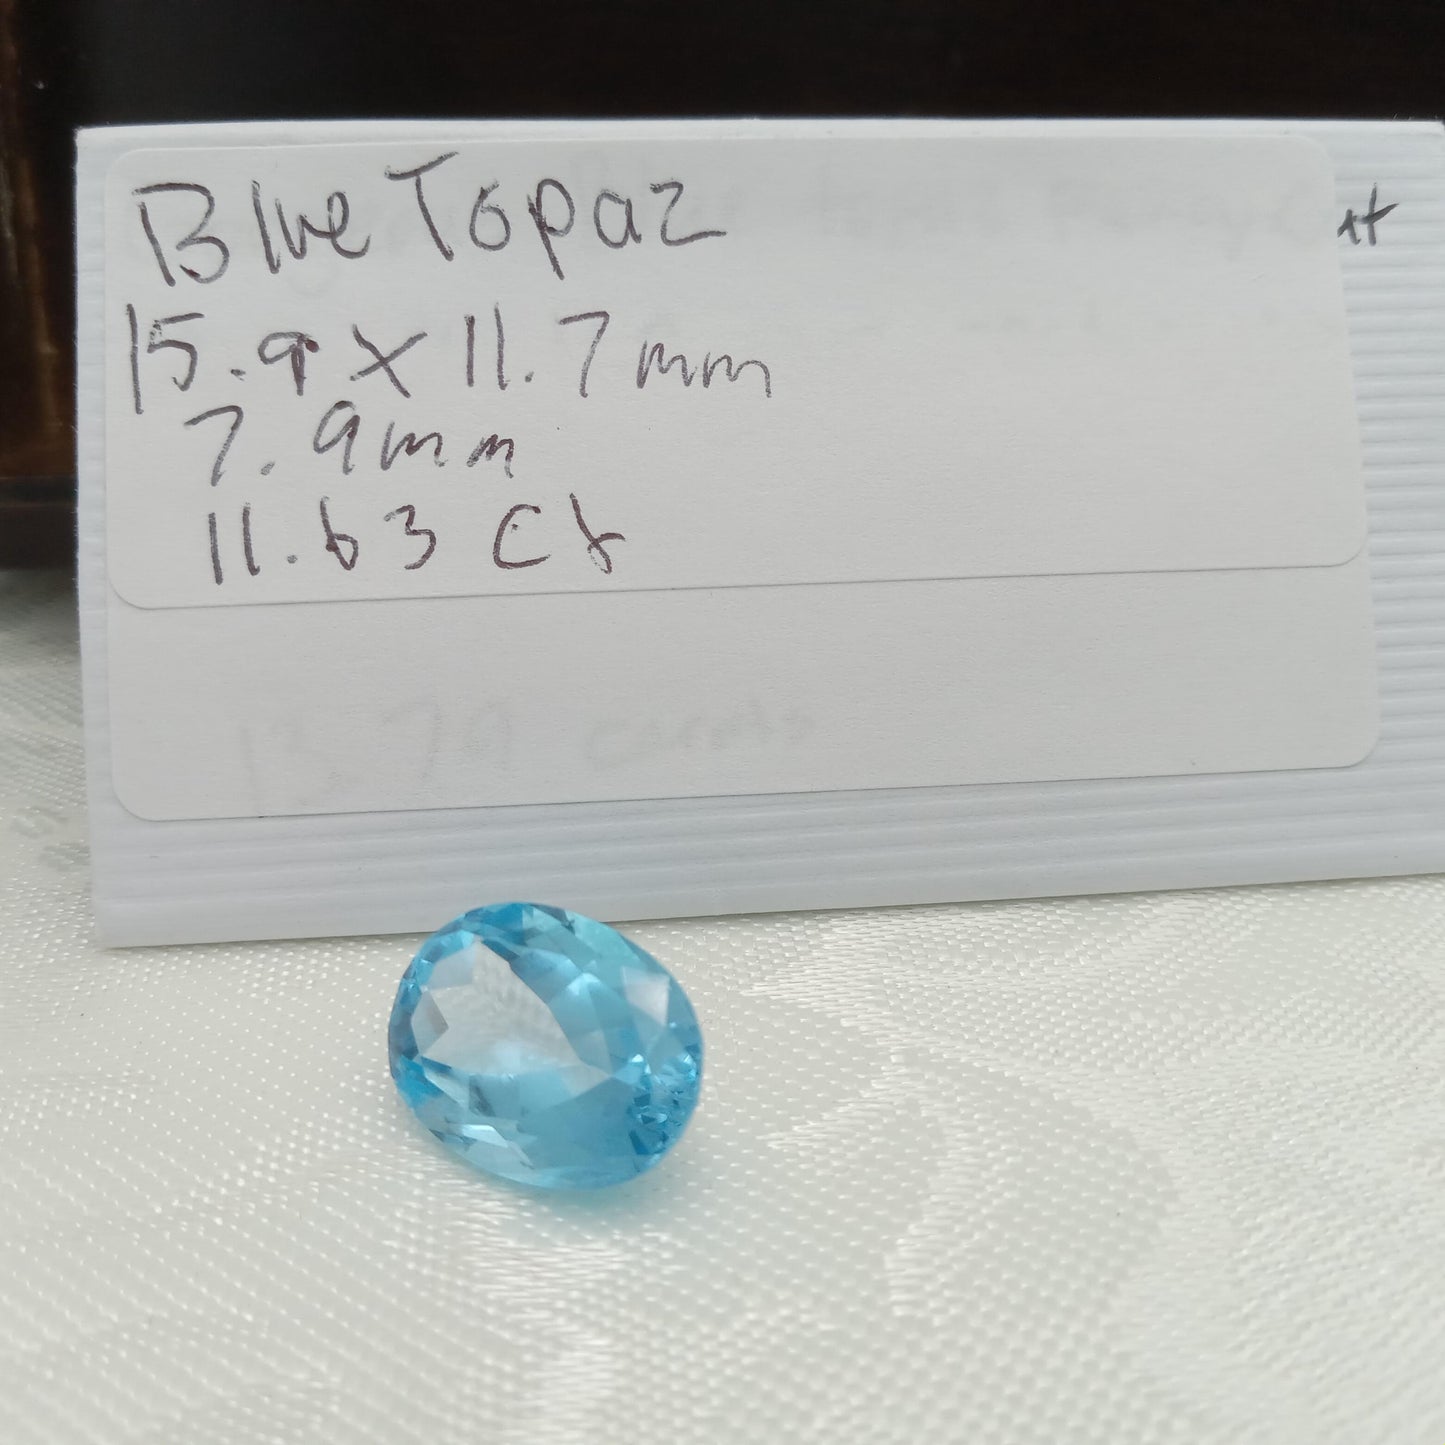 Blue Topaz
15.9 x 11.7mm
7.9mm
11.63 ct